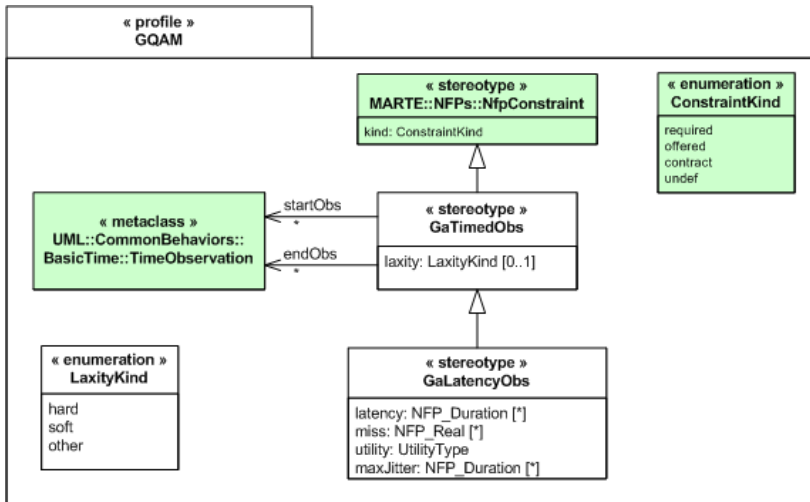 « profile »
GQAM
« stereotype »
MARTE::NFPs::NfpConstraint
kind: ConstraintKind
« enumeration »
ConstraintKind
required
offered
contract
undef
« metaclass »
UML::CommonBehaviors::
BasicTime::TimeObservation
startObs
*
endObs
*
« stereotype »
GaTimedObs
laxity: LaxityKind [0..1]
« enumeration »
LaxityKind
hard
soft
other
« stereotype »
GaLatencyObs
latency: NFP_Duration [*]
miss: NFP_Real [*]
utility: UtilityType
maxJitter: NFP_Duration [*]